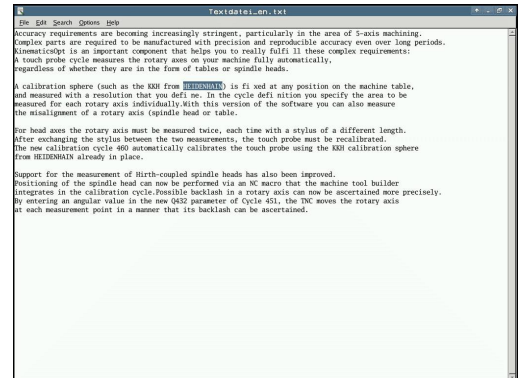 Textdatei_en.txt
File Edit Search Options Help
Accuracy requirements are becoming increasingly stringent, particularly in the area of 5-axis machining.
Complex parts are required to be manufactured with precision and reproducible accuracy even over long periods.
KinematicsOpt is an important component that helps you to really fulfi ll these complex requirements:
A touch probe cycle measures the rotary axes on your machine fully automatically,
regardless of whether they are in the form of tables or spindle heads.
A calibration sphere (such as the KKH from HEIDENHAIN) is fi xed at any position on the machine table,
and measured with a resolution that you defi ne. In the cycle defi nition you specify the area to be
measured for each rotary axis individually.With this version of the software you can also measure
the misalignment of a rotary axis (spindle head or table.
For head axes the rotary axis must be measured twice, each time with a stylus of a different length.
After exchanging the stylus between the two measurements, the touch probe must be recalibrated.
The new calibration cycle 460 automatically calibrates the touch probe using the KKH calibration sphere
from HEIDENHAIN already in place.
Support for the measurement of Hirth-coupled spindle heads has also been improved.
Positioning of the spindle head can now be performed via an NC macro that the machine tool builder
integrates in the calibration cycle.Possible backlash in a rotary axis can now be ascertained more precisely.
By entering an angular value in the new Q432 parameter of Cycle 451, the TNC moves the rotary axis
at each measurement point in a manner that its backlash can be ascertained.